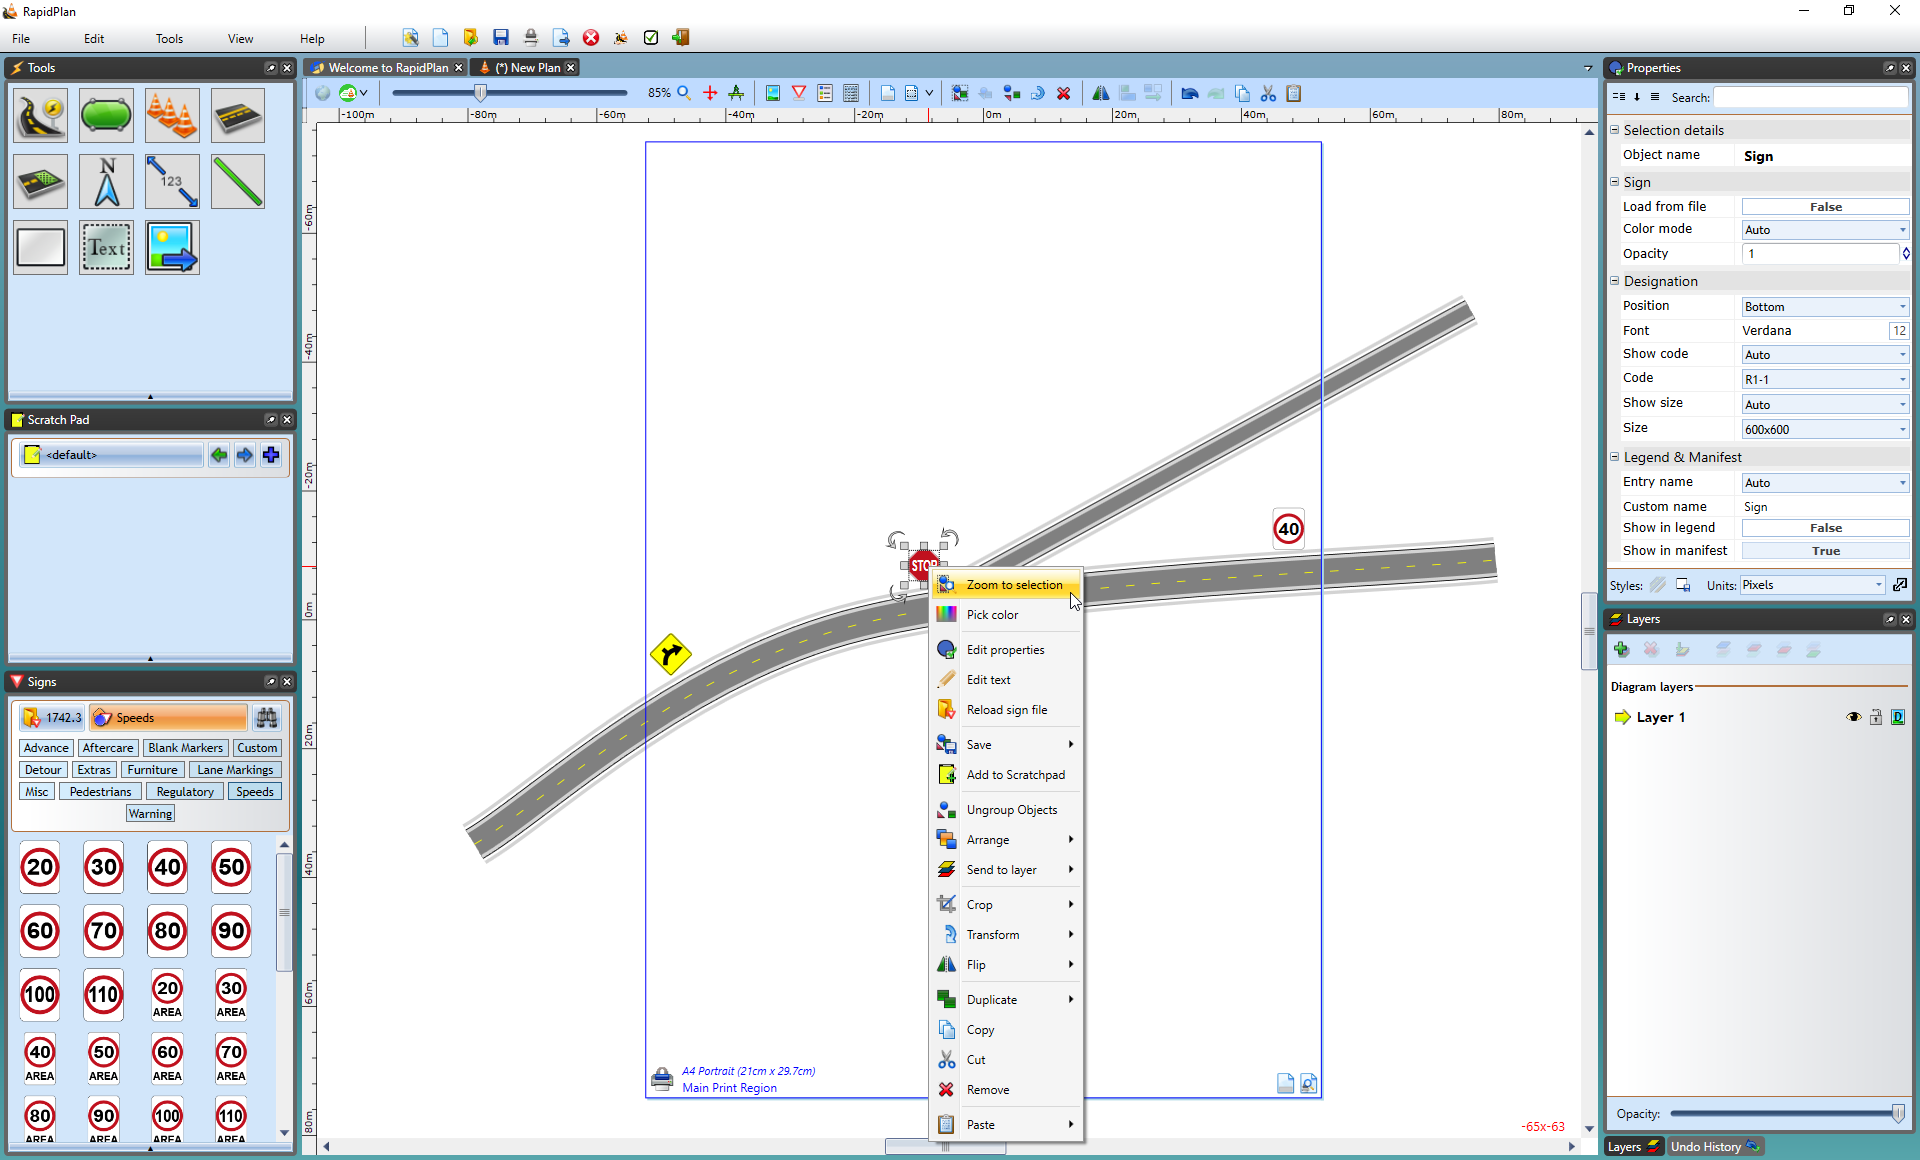 RapidPlan
File Edit Tools View Help
Tools
Welcome to RapidPlan (*) New Plan
Properties
85%
Search:
-100m -80m -60m -40m -20m 0m 20m 40m 60m 80m
-60m
-40m
-20m
0m
20m
40m
60m
80m
N
123
Text
Selection details
Object name Sign
Sign
Load from file False
Color mode Auto
Opacity 1
Designation
Position Bottom
Font Verdana 12
Show code Auto
Code R1-1
Show size Auto
Size 600x600
Legend & Manifest
Entry name Auto
Custom name Sign
Show in legend False
Show in manifest True
Styles: Units: Pixels
Scratch Pad
<default>
40
STOP
Zoom to selection
Pick color
Edit properties
Edit text
Reload sign file
Save
Add to Scratchpad
Ungroup Objects
Arrange
Send to layer
Crop
Transform
Flip
Duplicate
Copy
Cut
Remove
Paste
Layers
Diagram layers
Layer 1
D
Signs
1742.3 Speeds
Advance Aftercare Blank Markers Custom
Detour Extras Furniture Lane Markings
Misc Pedestrians Regulatory Speeds
Warning
20 30 40 50
60 70 80 90
100 110 20 30
AREA AREA
40 50 60 70
AREA AREA AREA AREA
80 90 100 110
AREA AREA AREA AREA
A4 Portrait (21cm x 29.7cm)
Main Print Region
-65x-63
Opacity:
Layers Undo History